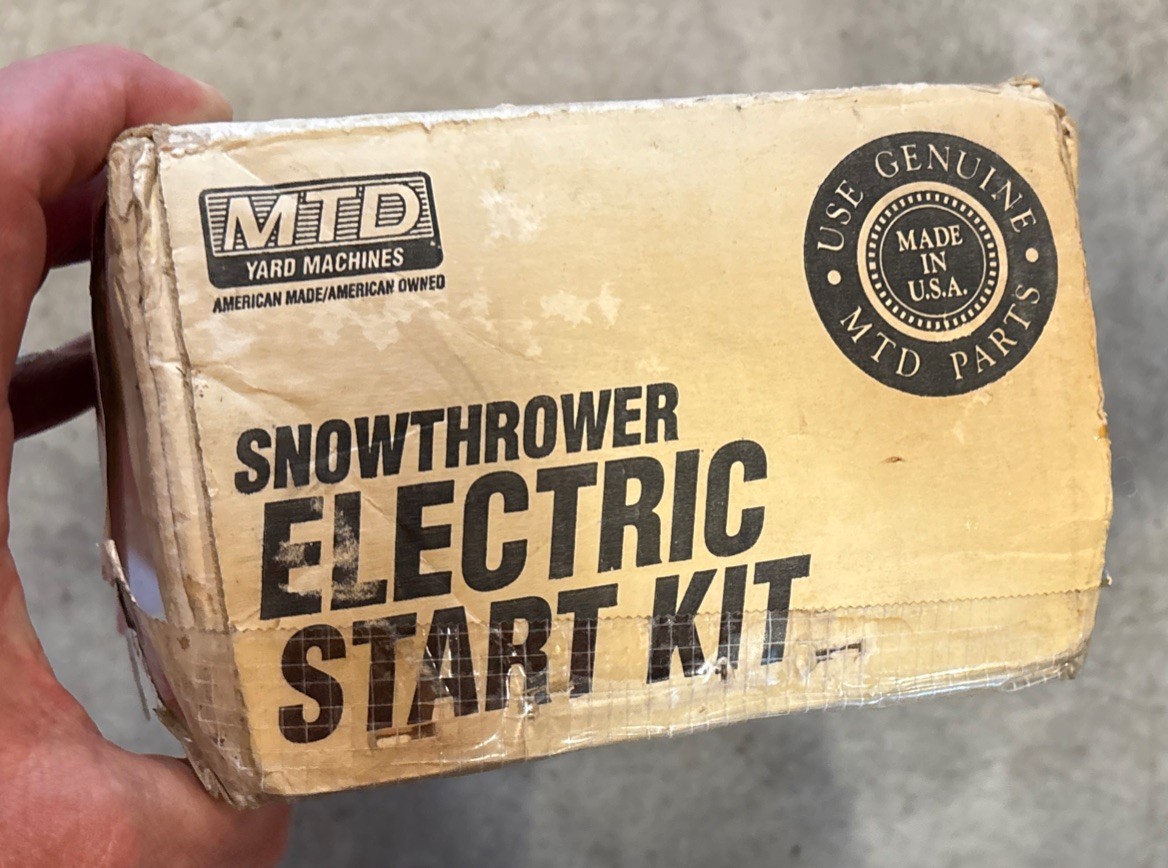 MTD
YARD MACHINES
AMERICAN MADE/AMERICAN OWNED
USE GENUINE
MTD PARTS
MADE
IN
U.S.A.
SNOWTHROWER
ELECTRIC
START KIT